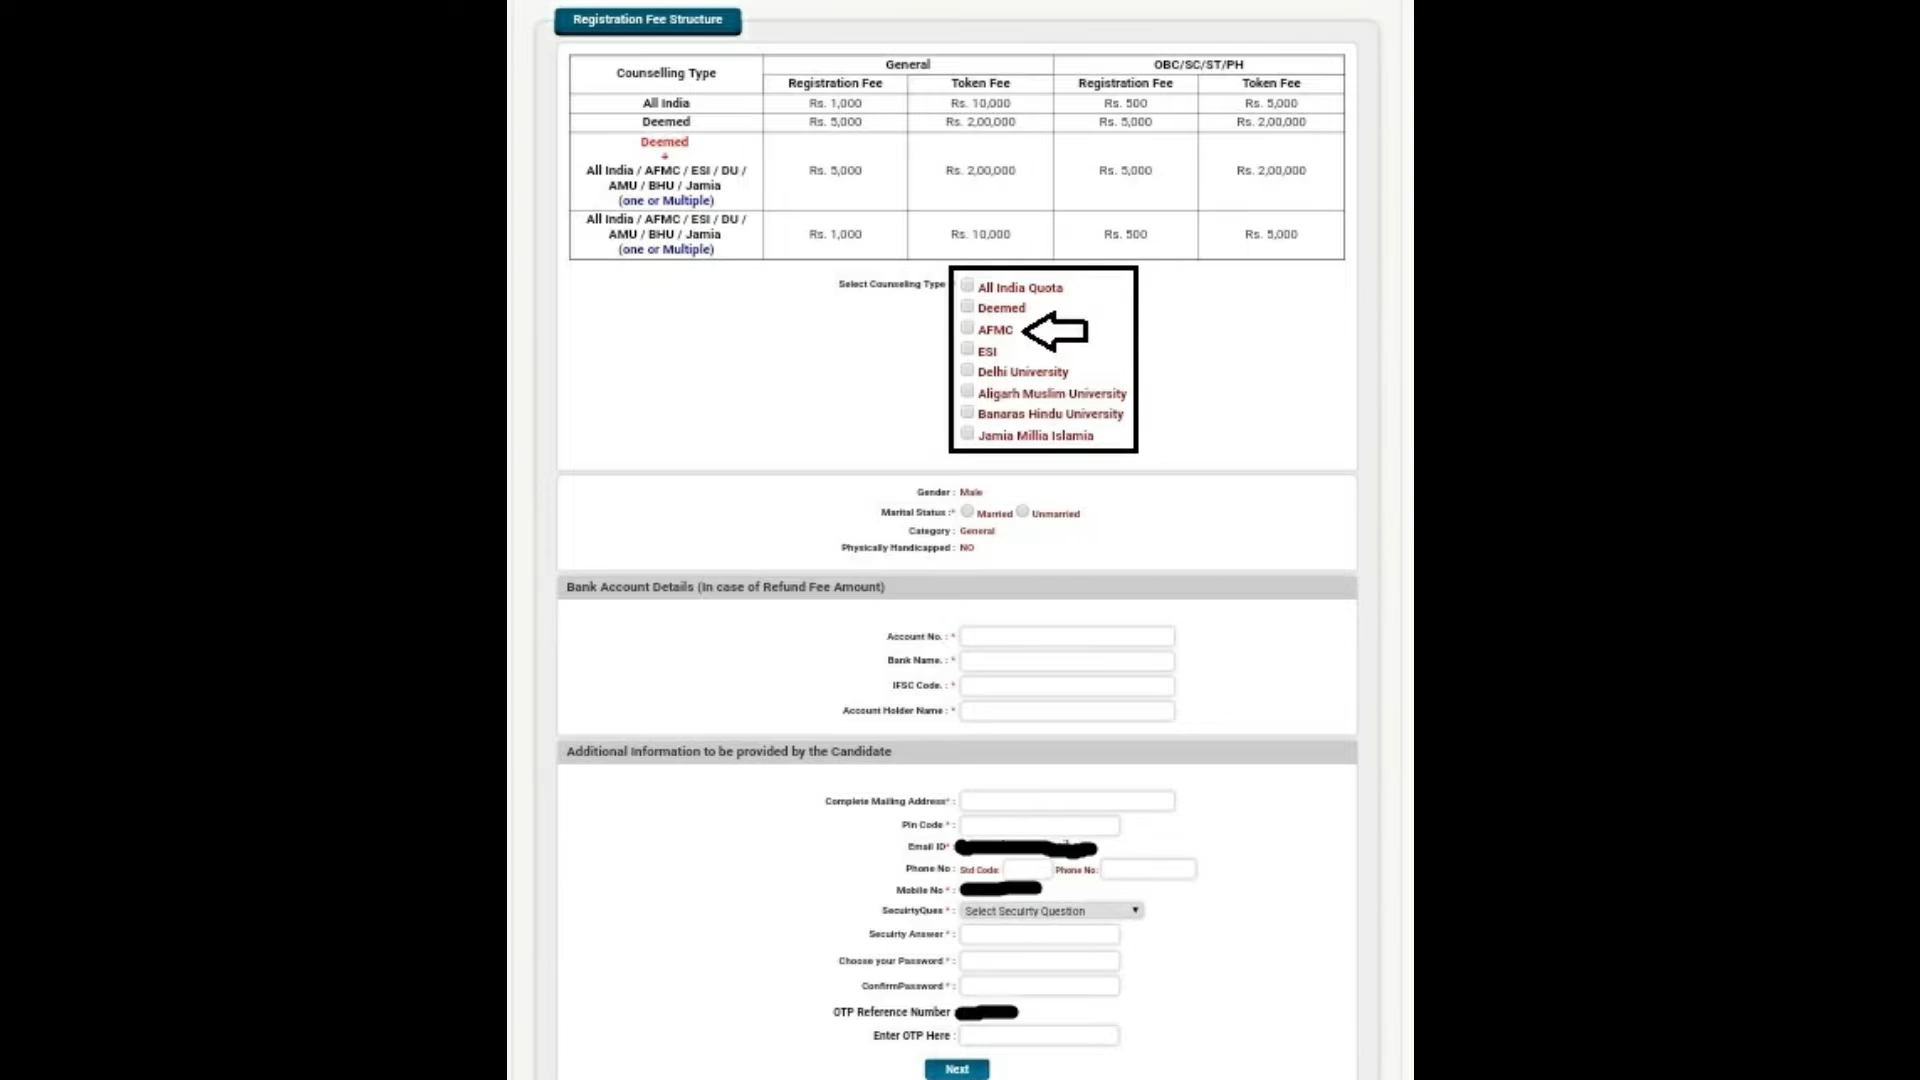 Registration Fee Structure
Counselling Type General OBC/SC/ST/PH
Registration Fee Token Fee Registration Fee Token Fee
All India Rs. 1,000 Rs. 10,000 Rs. 500 Rs. 5,000
Deemed Rs. 5,000 Rs. 2,00,000 Rs. 5,000 Rs. 2,00,000
Deemed
+
All India / AFMC / ESI / DU / Rs. 5,000 Rs. 2,00,000 Rs. 5,000 Rs. 2,00,000
AMU / BHU / Jamia
(one or Multiple)
All India / AFMC / ESI / DU /
AMU / BHU / Jamia Rs. 1,000 Rs. 10,000 Rs. 500 Rs. 5,000
(one or Multiple)
Select Counseling Type All India Quota
Deemed
AFMC
ESI
Delhi University
Aligarh Muslim University
Banaras Hindu University
Jamia Millia Islamia
Gender : Male
Marital Status :* Married Unmarried
Category : General
Physically Handicapped : NO
Bank Account Details (In case of Refund Fee Amount)
Account No. : *
Bank Name. : *
IFSC Code. : *
Account Holder Name : *
Additional Information to be provided by the Candidate
Complete Mailing Address* :
Pin Code * :
Email ID* :
Phone No : Std Code: Phone No:
Mobile No * :
SecuirtyQues * : Select Secuirty Question
Secuirty Answer * :
Choose your Password * :
ConfirmPassword * :
OTP Reference Number
Enter OTP Here :
Next